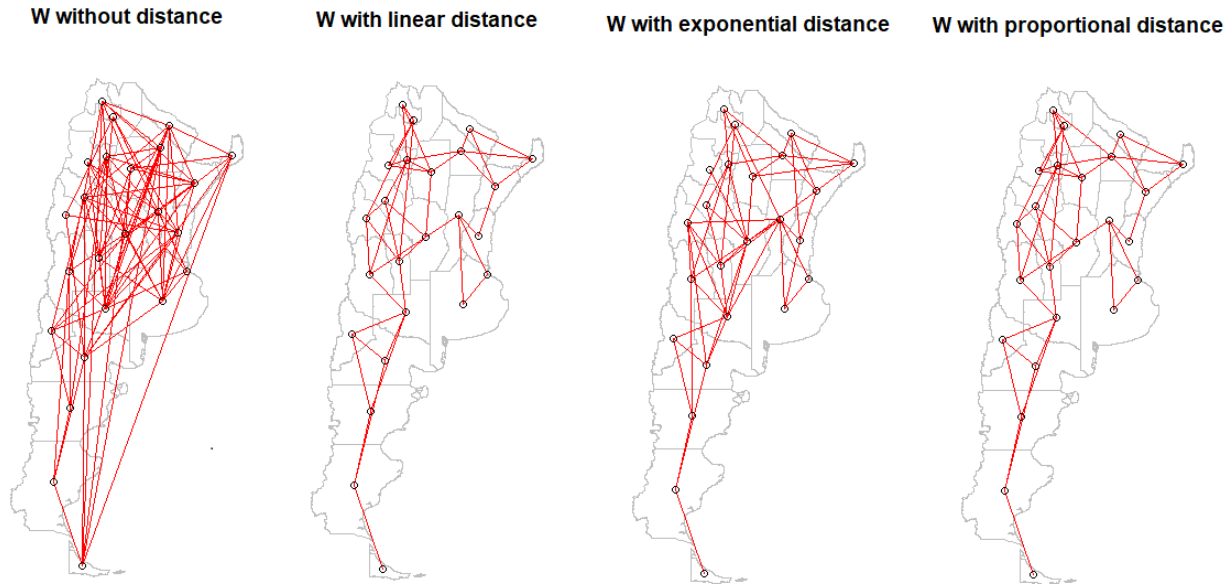 W without distance
W with linear distance
W with exponential distance
W with proportional distance